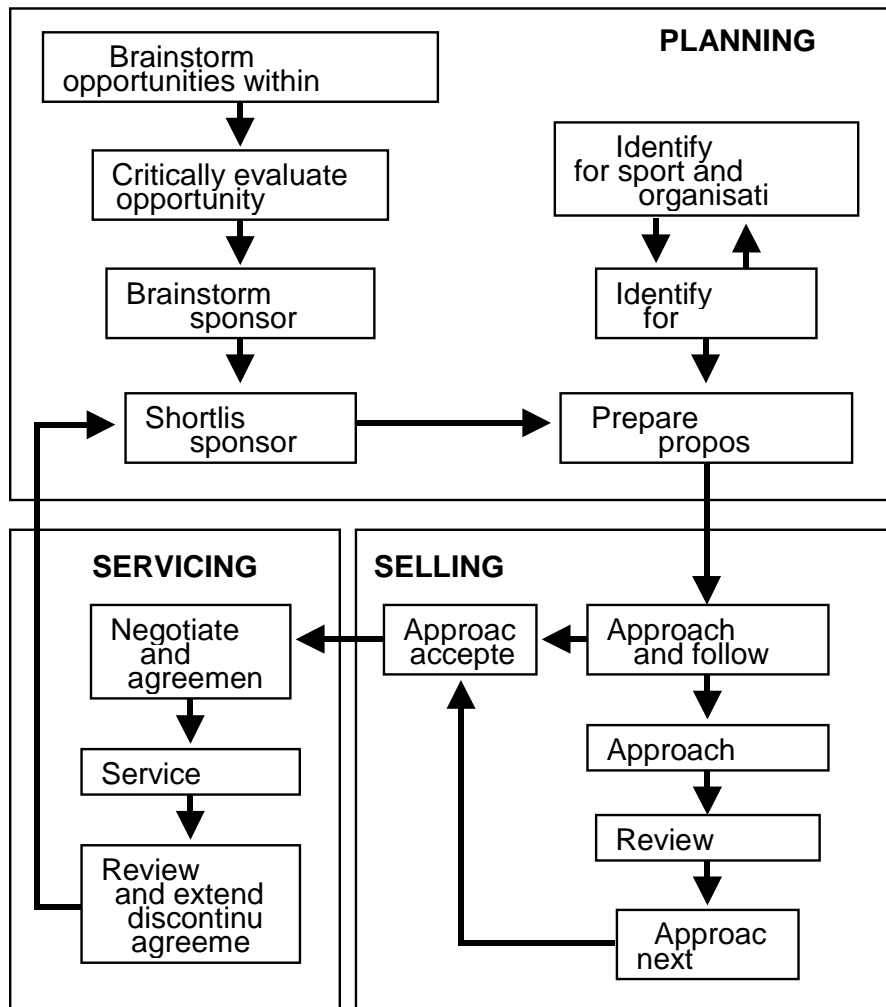 PLANNING
Brainstorm
opportunities within
Critically evaluate
opportunity
Brainstorm
sponsor
Shortlis
sponsor
Identify
for sport and
organisati
Identify
for
Prepare
propos
SERVICING
Negotiate
and
agreemen
Service
Review
and extend
discontinu
agreeme
SELLING
Approac
accepte
Approach
and follow
Approach
Review
Approac
next